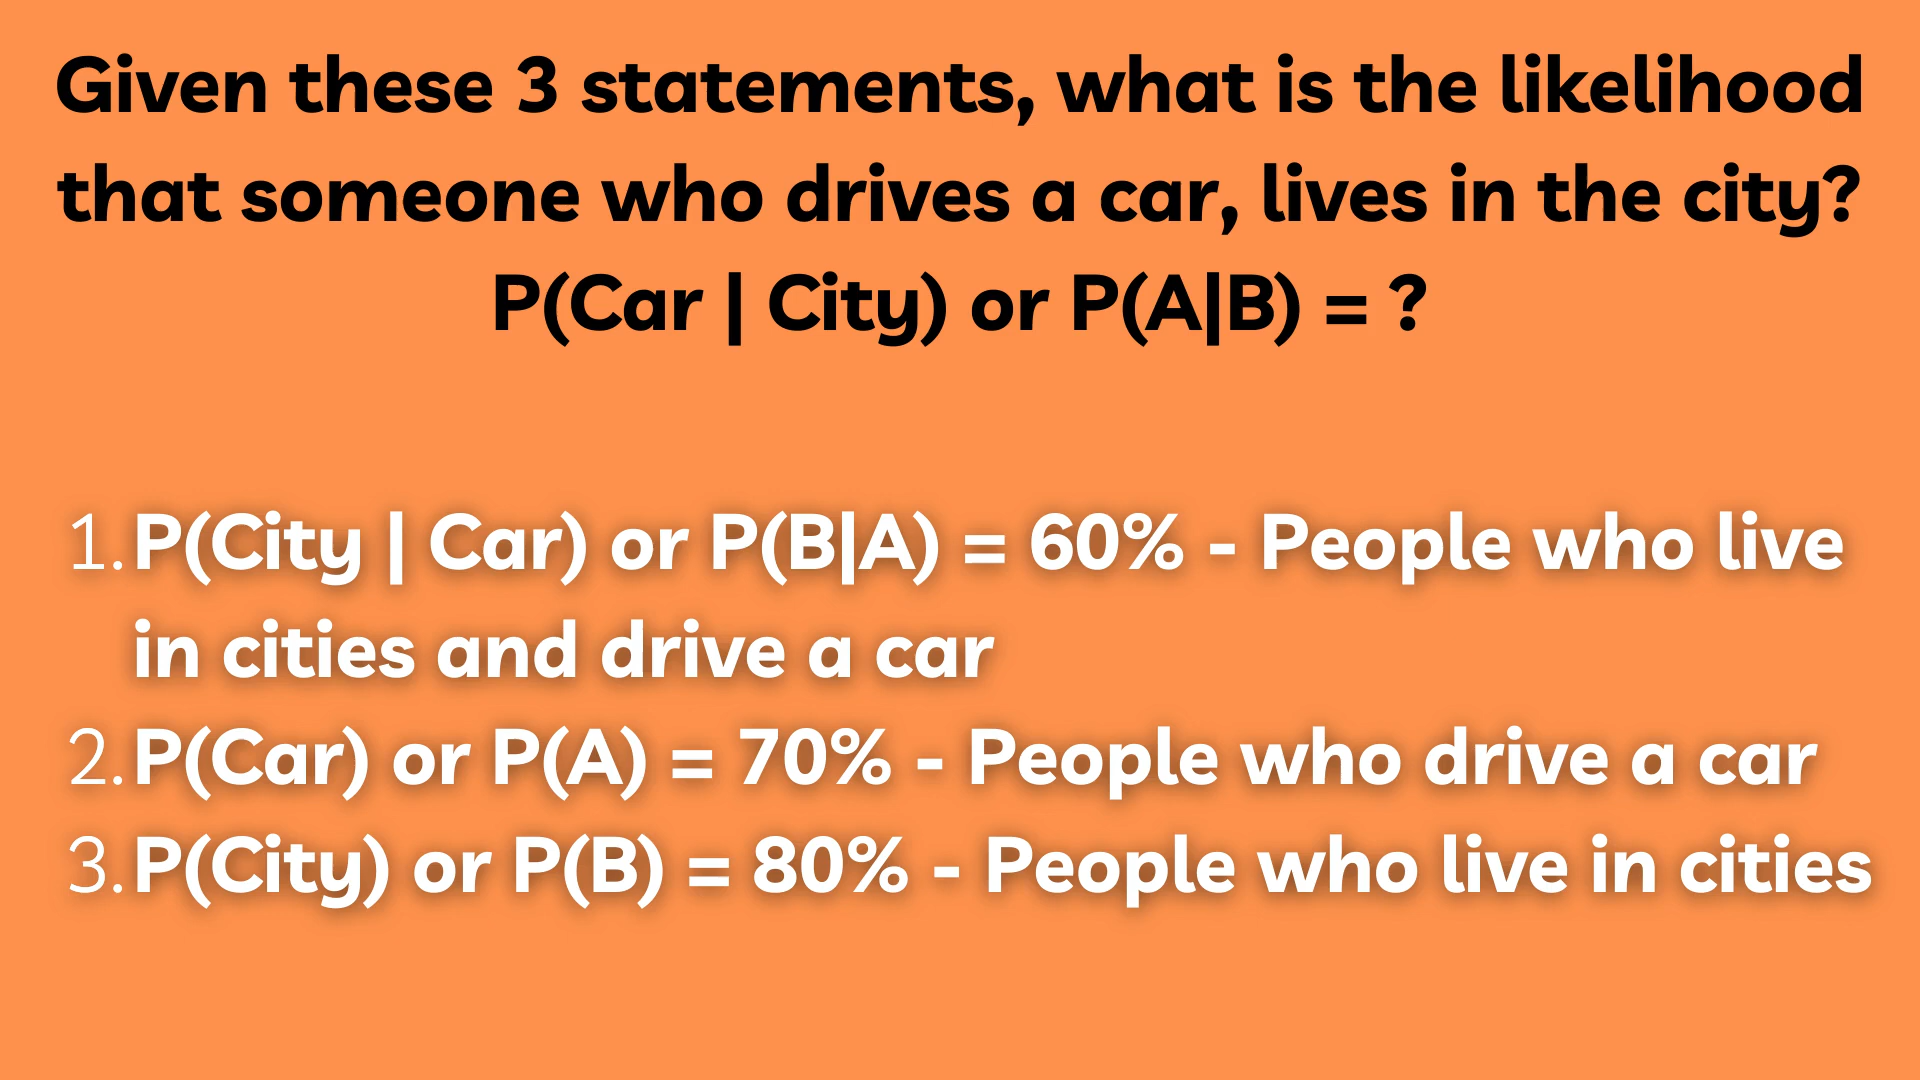 Given these 3 statements, what is the likelihood
that someone who drives a car, lives in the city?
P(Car | City) or P(A|B) = ?
1. P(City | Car) or P(B|A) = 60% - People who live
in cities and drive a car
2. P(Car) or P(A) = 70% - People who drive a car
3. P(City) or P(B) = 80% - People who live in cities